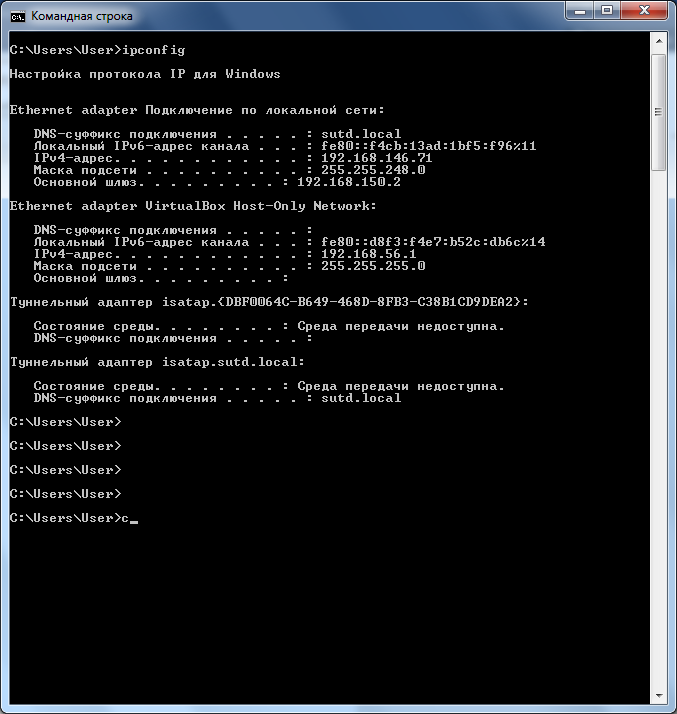 Командная строка
C:\Users\User>ipconfig
Настройка протокола IP для Windows
Ethernet adapter Подключение по локальной сети:
DNS-суффикс подключения . . . . . : sutd.local
Локальный IPv6-адрес канала . . . : fe80::f4cb:13ad:1bf5:f96%11
IPv4-адрес. . . . . . . . . . . . : 192.168.146.71
Маска подсети . . . . . . . . . . : 255.255.248.0
Основной шлюз. . . . . . . . . : 192.168.150.2
Ethernet adapter VirtualBox Host-Only Network:
DNS-суффикс подключения . . . . . :
Локальный IPv6-адрес канала . . . : fe80::d8f3:f4e7:b52c:db6c%14
IPv4-адрес. . . . . . . . . . . . : 192.168.56.1
Маска подсети . . . . . . . . . . : 255.255.255.0
Основной шлюз. . . . . . . . . :
Туннельный адаптер isatap.{DBF0064C-B649-468D-8FB3-C38B1CD9DEA2}:
Состояние среды. . . . . . . . : Среда передачи недоступна.
DNS-суффикс подключения . . . . . :
Туннельный адаптер isatap.sutd.local:
Состояние среды. . . . . . . . : Среда передачи недоступна.
DNS-суффикс подключения . . . . . : sutd.local
C:\Users\User>
C:\Users\User>
C:\Users\User>
C:\Users\User>
C:\Users\User>c_